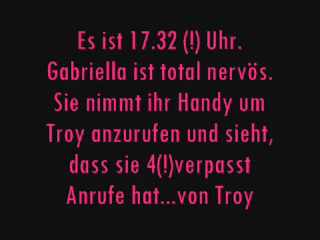 Es ist 17.32 (!) Uhr.
Gabriella ist total nervös.
Sie nimmt ihr Handy um
Troy anzurufen und sieht,
dass sie 4(!)verpasst
Anrufe hat...von Troy